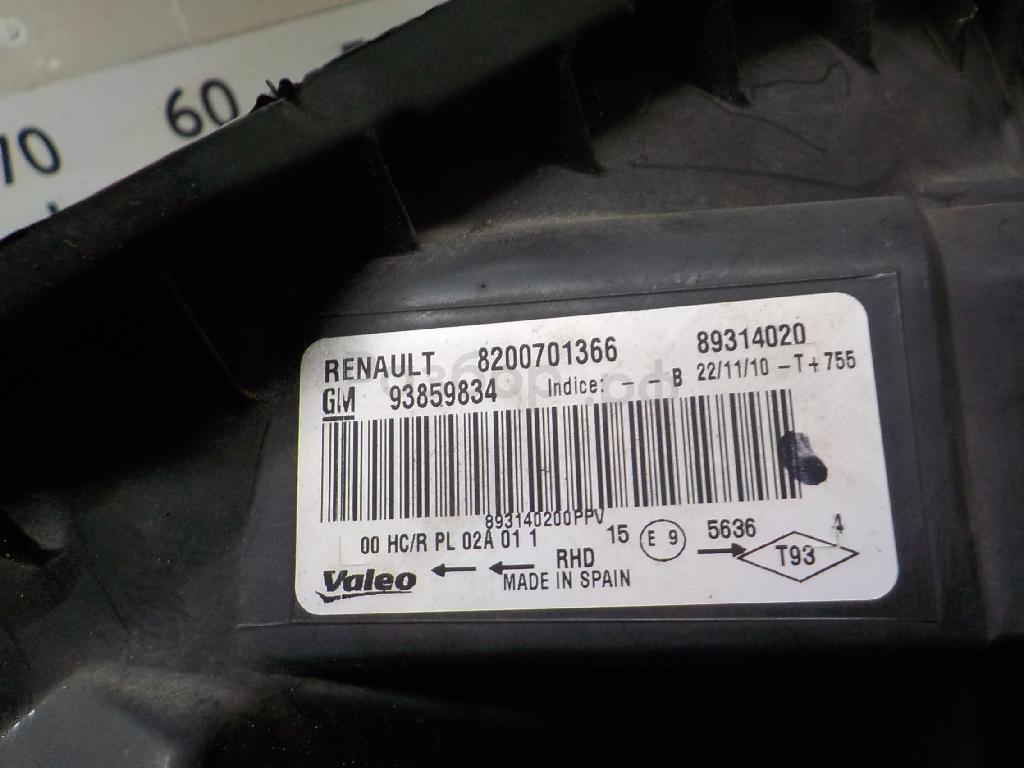 70 60
RENAULT 8200701366 89314020
GM 93859834 Indice: - - B 22/11/10 - T + 755
893140200PPV
00 HC/R PL 02A 01 1 15 E 9 5636 4
Valeo RHD T93
MADE IN SPAIN